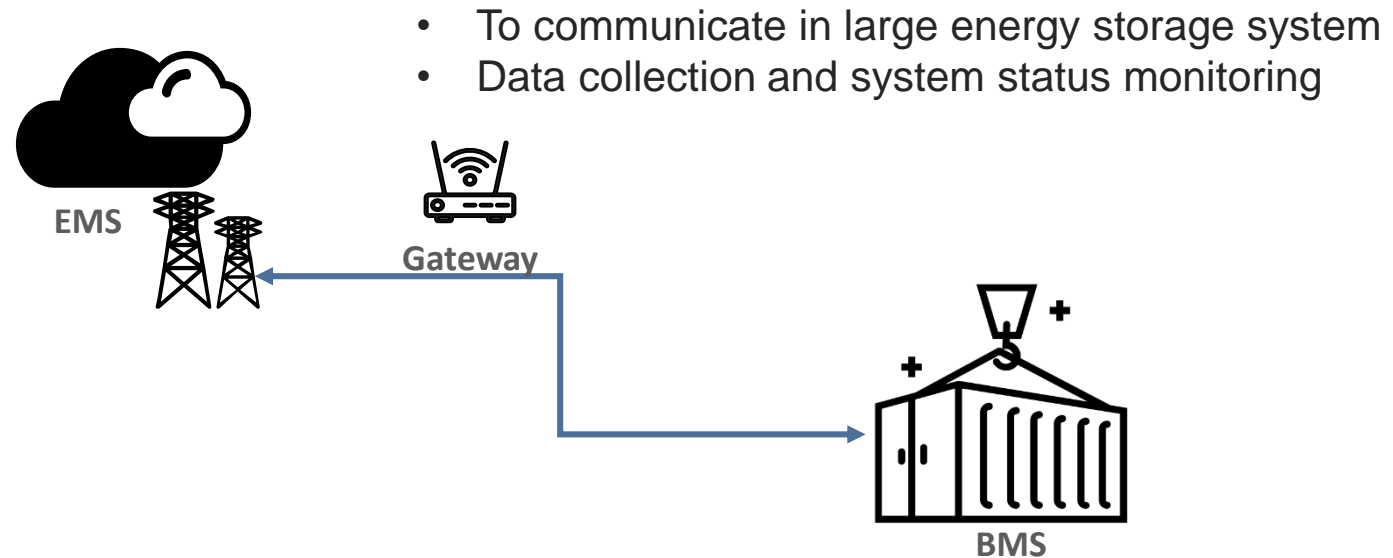 • To communicate in large energy storage system
• Data collection and system status monitoring
EMS
Gateway
BMS